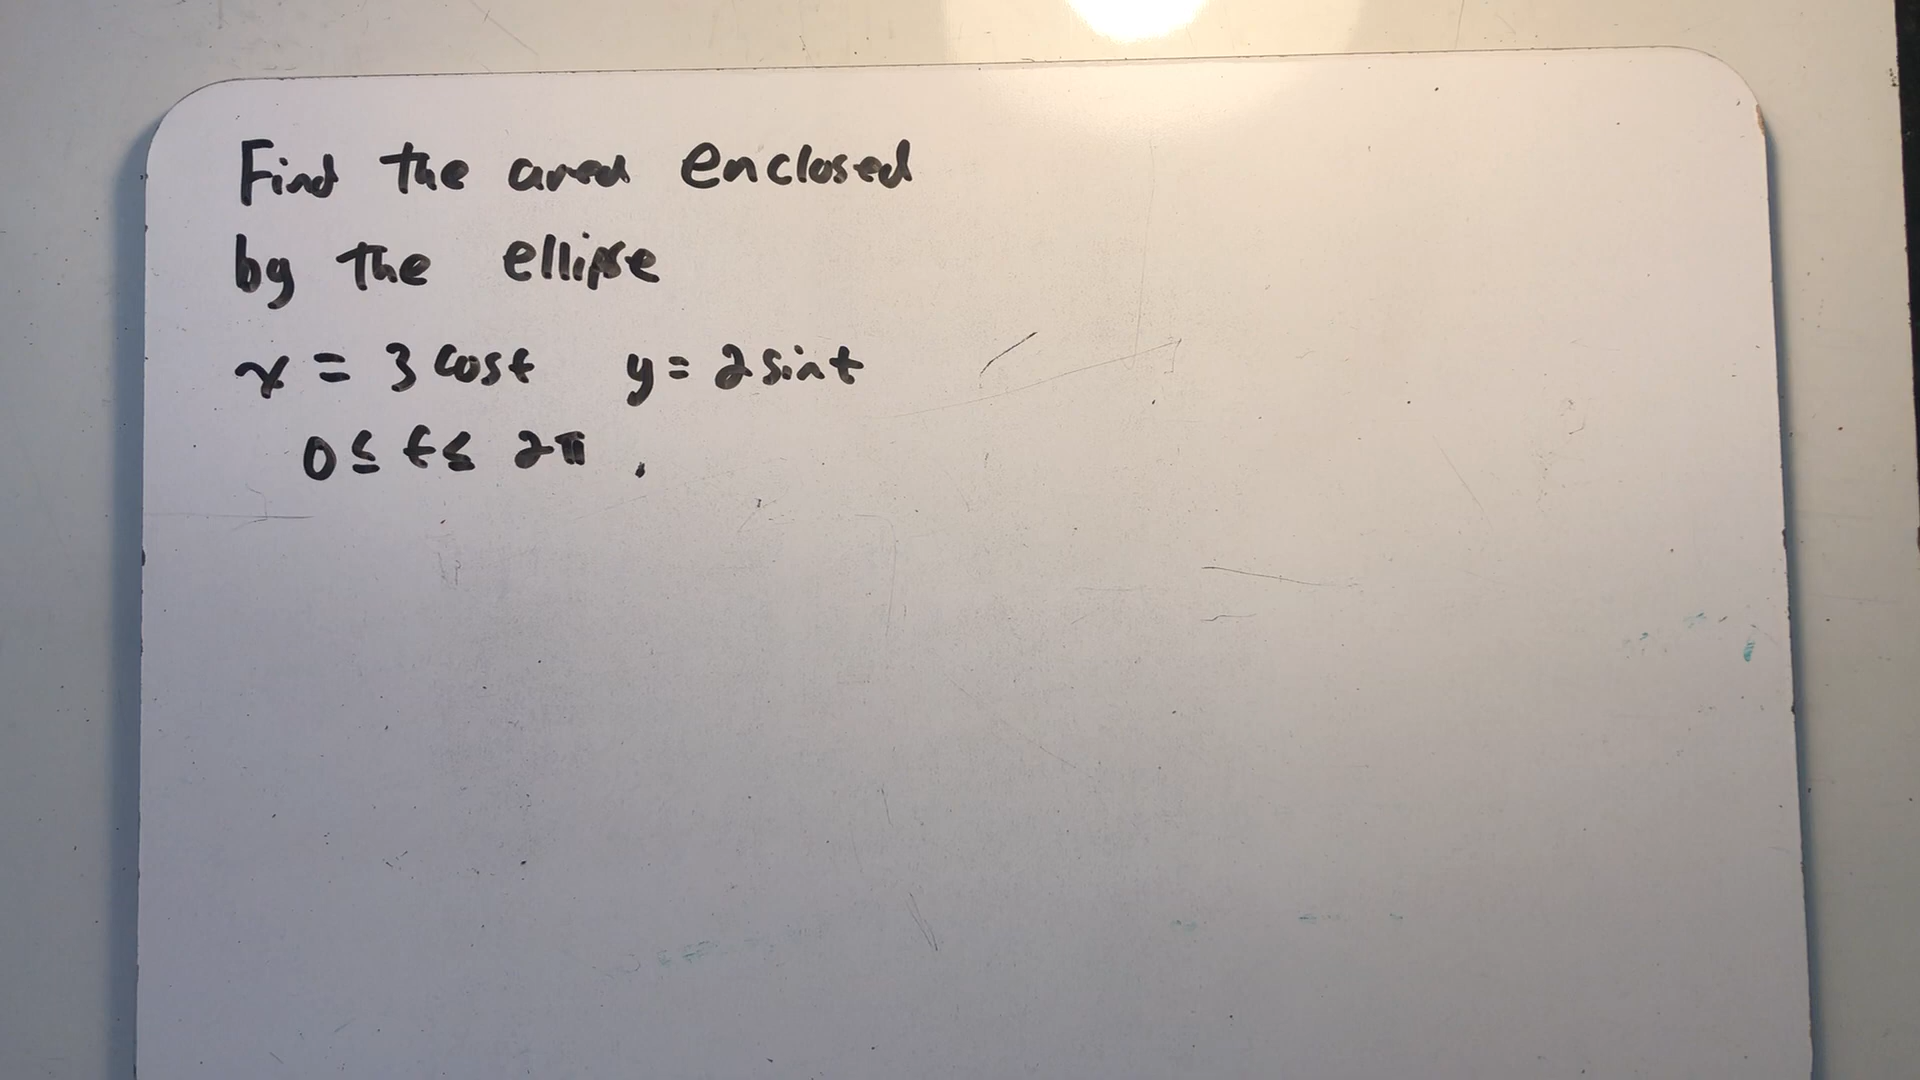 Find the area enclosed
by the ellipse
x = 3 cost y = 2 sint
0 ≤ t ≤ 2π .